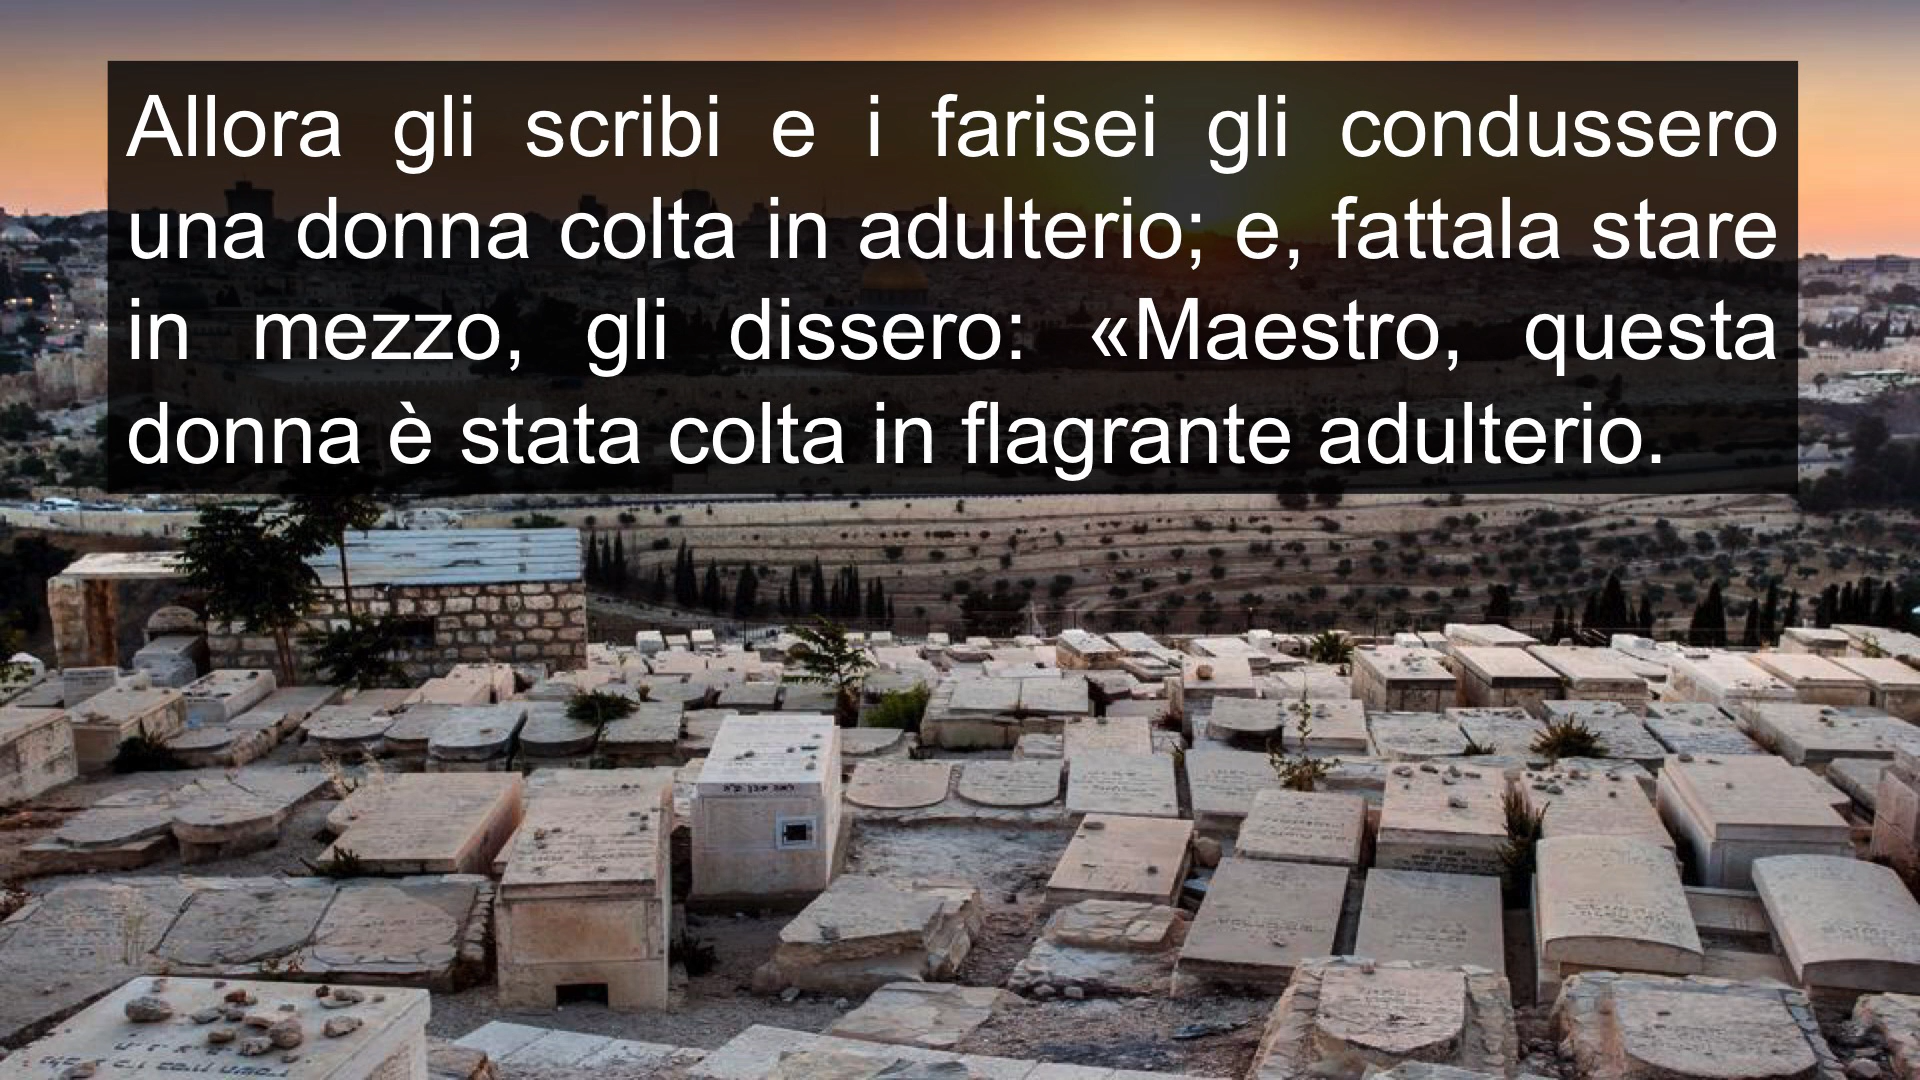 Allora gli scribi e i farisei gli condussero
una donna colta in adulterio; e, fattala stare
in mezzo, gli dissero: «Maestro, questa
donna è stata colta in flagrante adulterio.